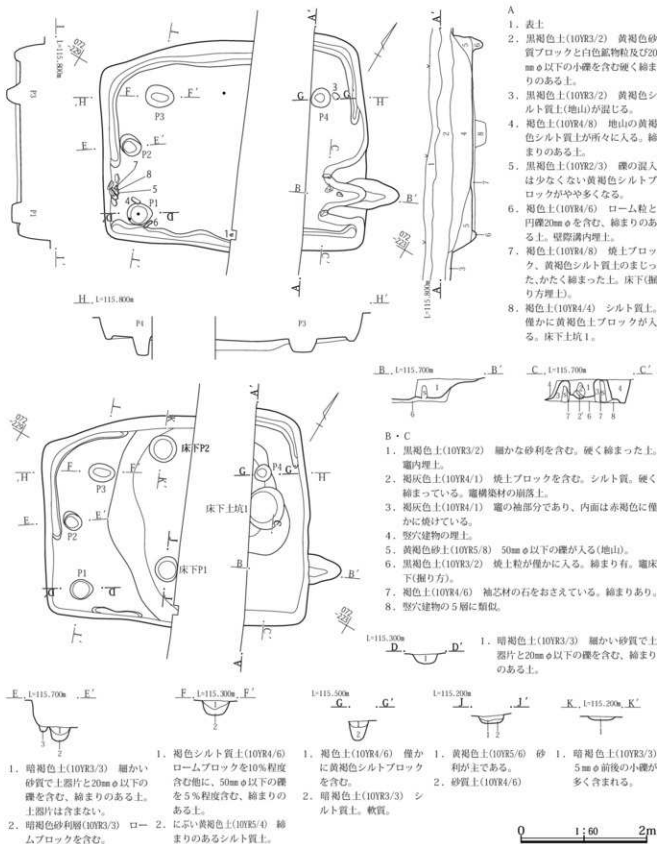 A
1．表土
2．黒褐色土(10YR3/2)　黄褐色砂
質ブロックと白色鉱物粒及び20
㎜φ以下の小礫を含む硬く締ま
りのある土。
3．黒褐色土(10YR3/2)　黄褐色シ
ルト質土(地山)が混じる。
4．褐色土(10YR4/8)　地山の黄褐
色シルト質土が所々に入る。締
まりのある土。
5．黒褐色土(10YR2/3)　礫の混入
は少なくない黄褐色シルトブ
ロックがやや多くなる。
6．褐色土(10YR4/6)　ローム粒と
円礫20㎜φを含む、締まりのあ
る土。壁際溝内埋土。
7．褐色土(10YR4/8)　焼土ブロッ
ク、黄褐色シルト質土のまじっ
た、かたく締まった土。床下(掘
り方埋土)。
8．褐色土(10YR4/4)　シルト質土。
僅かに黄褐色土ブロックが入
る。床下土坑1。
L=115.800m
072
-229
A'
F　F'
P3
G　G'
P4
H　H'
E　E'
P2
P1
D　D'
B　B'
072
-223
A
L=115.800m
H　L=115.800m　H'
P4
P3
B　L=115.700m　B'
C　L=115.700m　C'
B・C
1．黒褐色土(10YR3/2)　細かな砂利を含む。硬く締まった土。
竈内埋土。
2．褐灰色土(10YR4/1)　焼土ブロックを含む。シルト質。硬く
締まっている。竈構築材の崩落土。
3．褐灰色土(10YR4/1)　竈の袖部分であり、内面は赤褐色に僅
かに焼けている。
4．竪穴建物の埋土。
5．黄褐砂土(10YR5/8)　50㎜φ以下の礫が入る(地山)。
6．黒褐色土(10YR3/2)　焼土粒が僅かに入る。締まり有。竈床
下(掘り方)。
7．褐色土(10YR4/6)　袖芯材の石をおさえている。締まりあり。
8．竪穴建物の5層に類似。
床下P2
床下土坑1
床下P1
L=115.300m
D　D'
1．暗褐色土(10YR3/3)　細かい砂質で土
器片と20㎜φ以下の礫を含む、締まり
のある土。
E　L=115.700m　E'
1．暗褐色土(10YR3/3)　細かい
砂質で土器片と20㎜φ以下の
礫を含む、締まりのある土。
土器片は含まない。
2．暗褐色砂利層(10YR3/3)　ロー
ムブロックを含む。
F　L=115.300m　F'
1．褐色シルト質土(10YR4/6)
ロームブロックを10％程度
含む他に、50㎜φ以下の礫
を5％程度含む、締まりの
ある土。
2．にぶい黄褐色土(10YR5/4)　締
まりのあるシルト質土。
L=115.500m
G　G'
1．褐色土(10YR4/6)　僅か
に黄褐色シルトブロック
を含む。
2．暗褐色土(10YR3/3)　シ
ルト質土。軟質。
L=115.200m
J　J'
1．黄褐色土(10YR5/6)　砂
利が主である。
2．砂質土(10YR4/6)
K　L=115.200m　K'
1．暗褐色土(10YR3/3)
5㎜φ前後の小礫が
多く含まれる。
0　1：60　2m